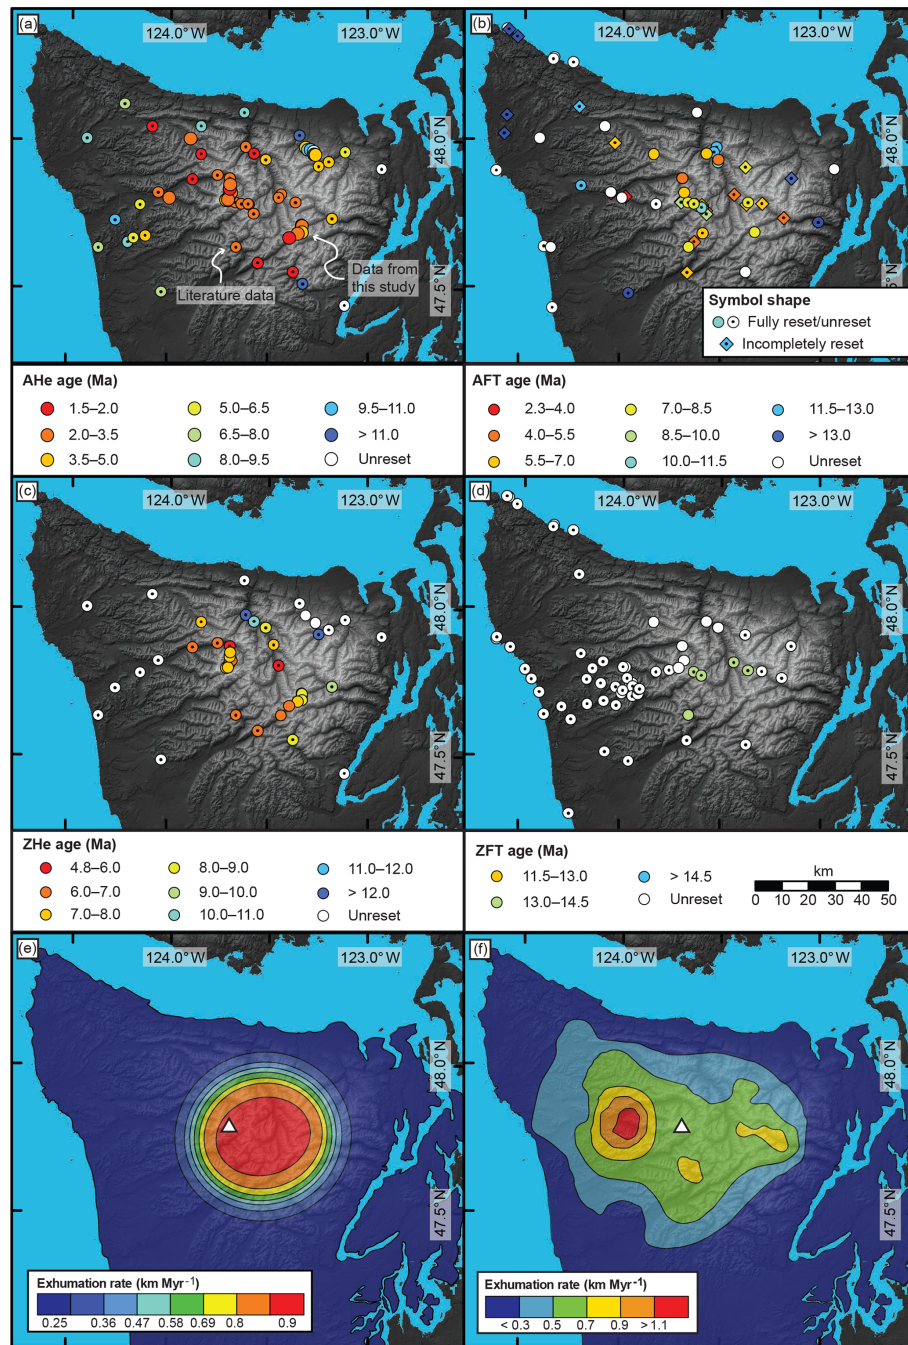 (a)
124.0° W
123.0° W
48.0° N
47.5° N
Literature data
Data from
this study
(b)
124.0° W
123.0° W
48.0° N
47.5° N
Symbol shape
Fully reset/unreset
Incompletely reset
AHe age (Ma)
1.5–2.0
5.0–6.5
9.5–11.0
2.0–3.5
6.5–8.0
> 11.0
3.5–5.0
8.0–9.5
Unreset
AFT age (Ma)
2.3–4.0
7.0–8.5
11.5–13.0
4.0–5.5
8.5–10.0
> 13.0
5.5–7.0
10.0–11.5
Unreset
(c)
124.0° W
123.0° W
48.0° N
47.5° N
(d)
124.0° W
123.0° W
48.0° N
47.5° N
ZHe age (Ma)
4.8–6.0
8.0–9.0
11.0–12.0
6.0–7.0
9.0–10.0
> 12.0
7.0–8.0
10.0–11.0
Unreset
ZFT age (Ma)
11.5–13.0
> 14.5
13.0–14.5
Unreset
km
0 10 20 30 40 50
(e)
124.0° W
123.0° W
48.0° N
47.5° N
Exhumation rate (km Myr⁻¹)
0.25 0.36 0.47 0.58 0.69 0.8 0.9
(f)
124.0° W
123.0° W
48.0° N
47.5° N
Exhumation rate (km Myr⁻¹)
< 0.3 0.5 0.7 0.9 > 1.1